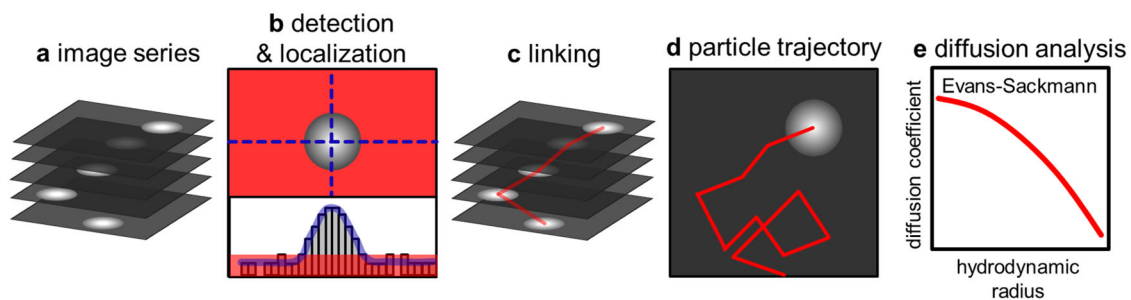 a image series
b detection
& localization
c linking
d particle trajectory
e diffusion analysis
Evans-Sackmann
diffusion coefficient
hydrodynamic
radius